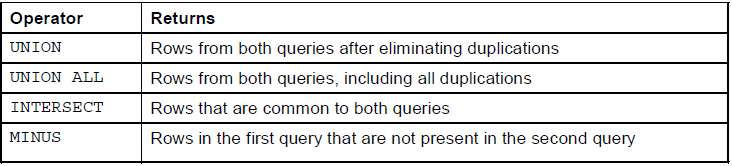 Operator Returns
UNION Rows from both queries after eliminating duplications
UNION ALL Rows from both queries, including all duplications
INTERSECT Rows that are common to both queries
MINUS Rows in the first query that are not present in the second query